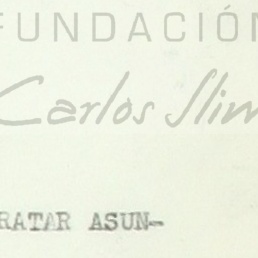 FUNDACIÓN
Carlos Slim
RATAR ASUN-